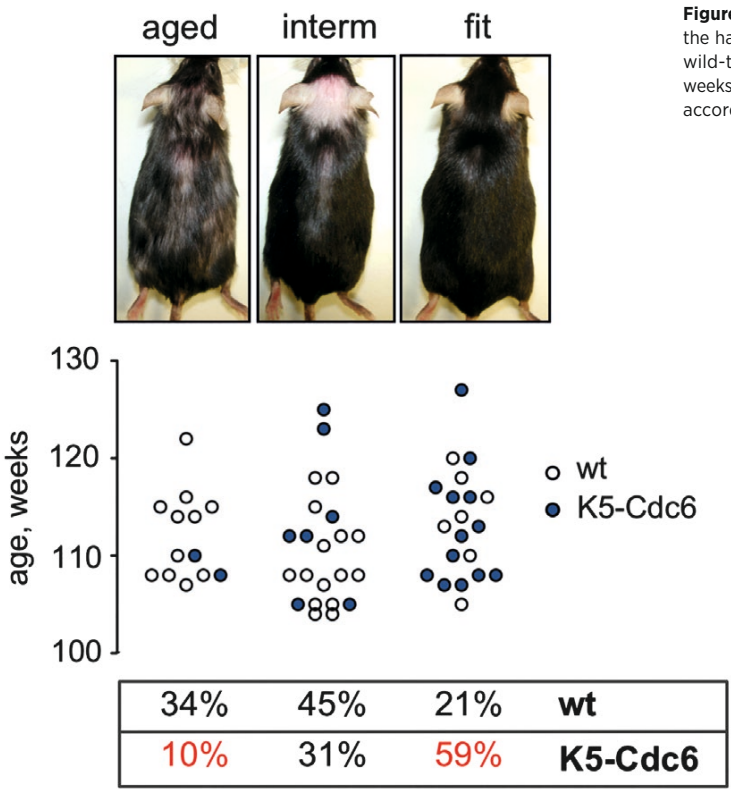 aged interm fit
Figure
the ha
wild-t
weeks
accor
130
120
110
100
age, weeks
wt
K5-Cdc6
34% 45% 21% wt
10% 31% 59% K5-Cdc6